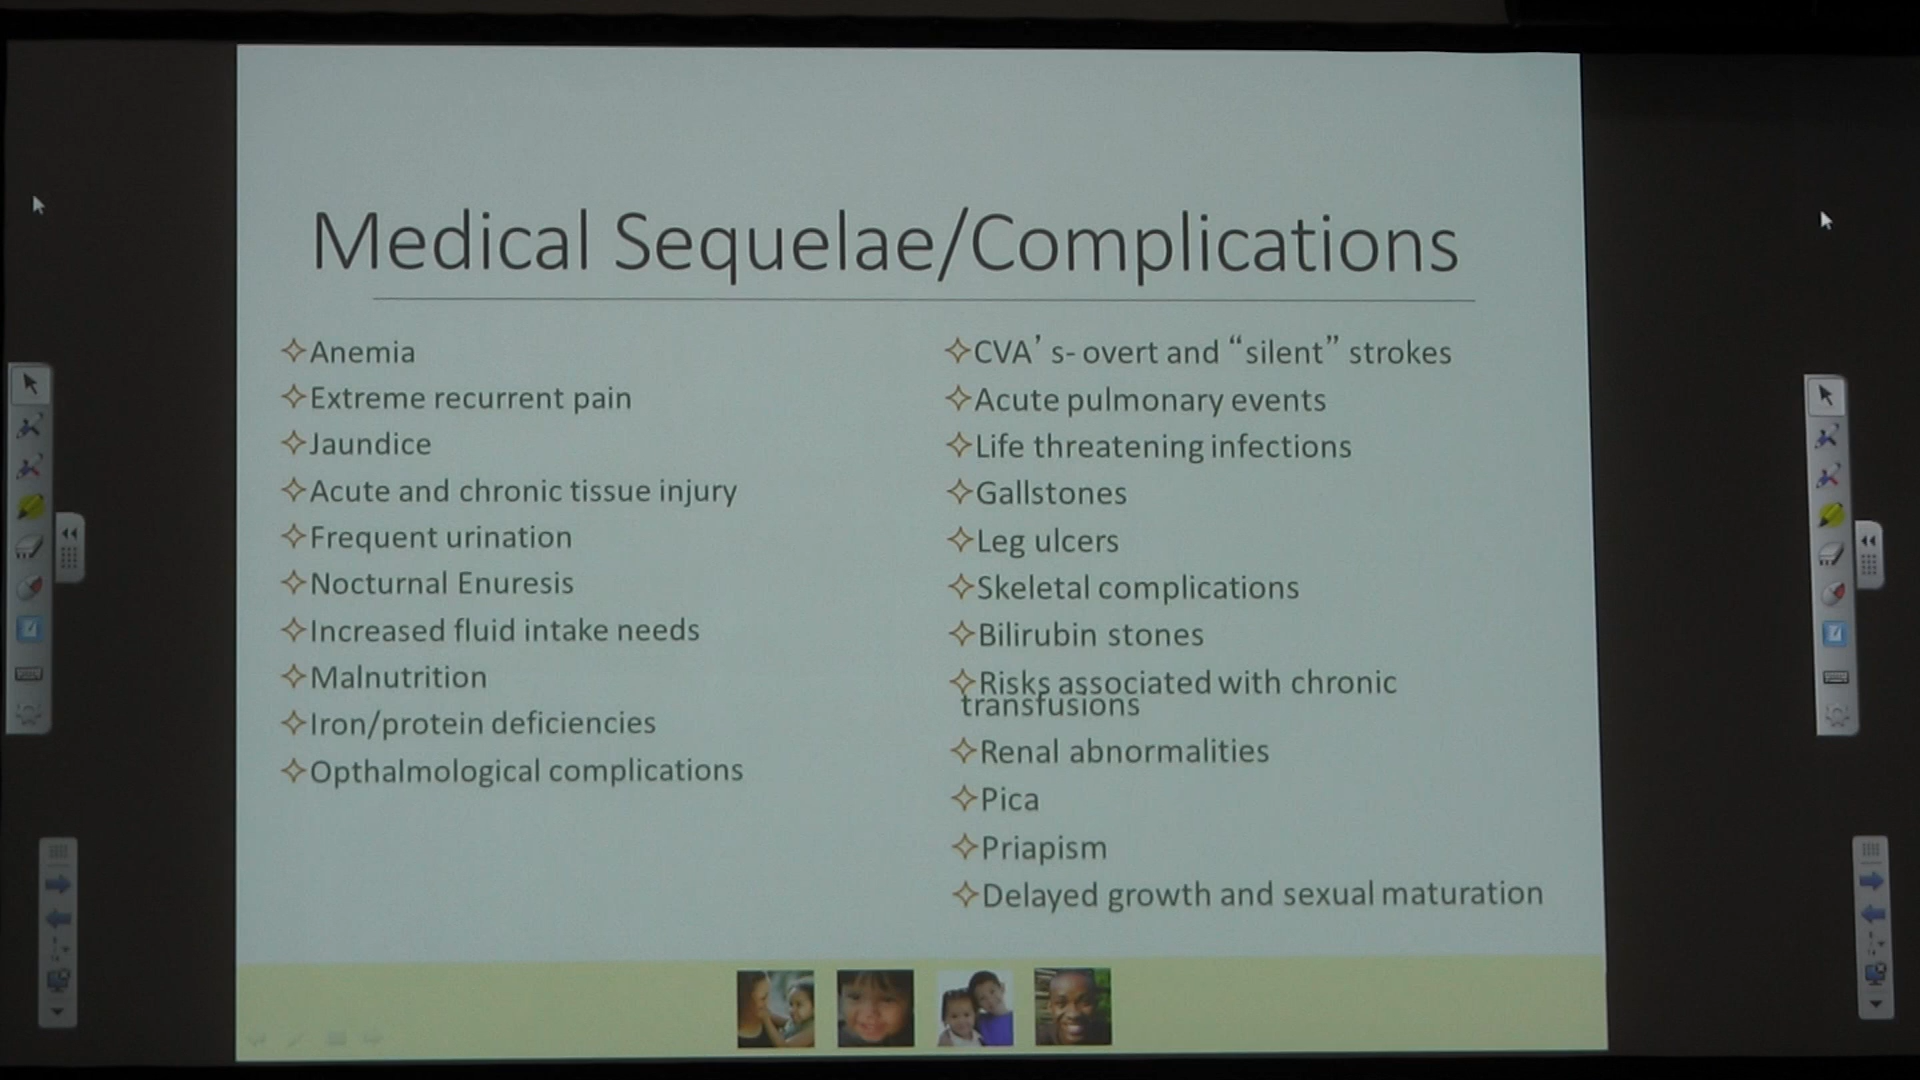 Medical Sequelae/Complications
Anemia
Extreme recurrent pain
Jaundice
Acute and chronic tissue injury
Frequent urination
Nocturnal Enuresis
Increased fluid intake needs
Malnutrition
Iron/protein deficiencies
Opthalmological complications
CVA’ s- overt and “silent” strokes
Acute pulmonary events
Life threatening infections
Gallstones
Leg ulcers
Skeletal complications
Bilirubin stones
Risks associated with chronic
transfusions
Renal abnormalities
Pica
Priapism
Delayed growth and sexual maturation